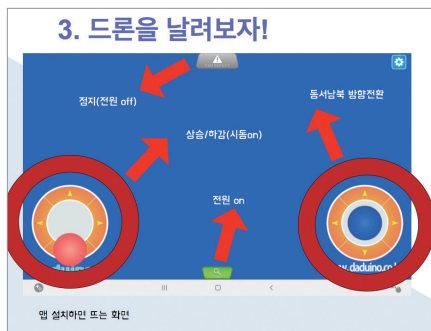 3. 드론을 날려보자!
정지(전원 off)
동서남북 방향전환
상승/하강(시동on)
전원 on
w.daduino.co.k
앱 설치하면 뜨는 화면